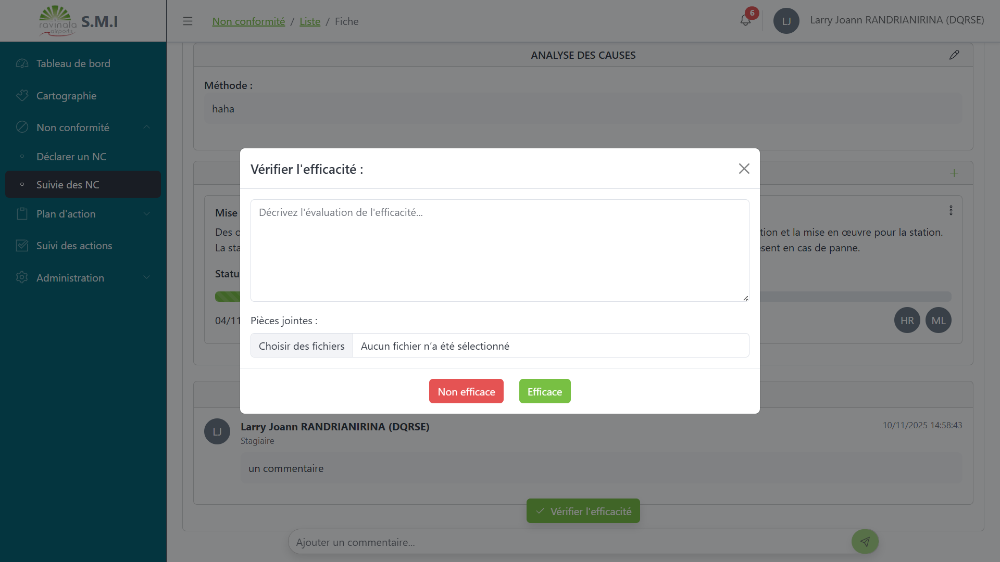 ravinala
airports
S.M.I
Non conformité / Liste / Fiche
6
LJ
Larry Joann RANDRIANIRINA (DQRSE)
Tableau de bord
Cartographie
Non conformité
Déclarer un NC
Suivie des NC
Plan d'action
Suivi des actions
Administration
ANALYSE DES CAUSES
Méthode :
haha
Mise
Des
tion et la mise en œuvre pour la station.
La
en cas de panne.
04/11
HR ML
Vérifier l'efficacité :
Décrivez l'évaluation de l'efficacité...
Pièces jointes :
Choisir des fichiers Aucun fichier n’a été sélectionné
Non efficace Efficace
LJ
Larry Joann RANDRIANIRINA (DQRSE)
10/11/2025 14:58:43
Stagiaire
un commentaire
Vérifier l'efficacité
Ajouter un commentaire...